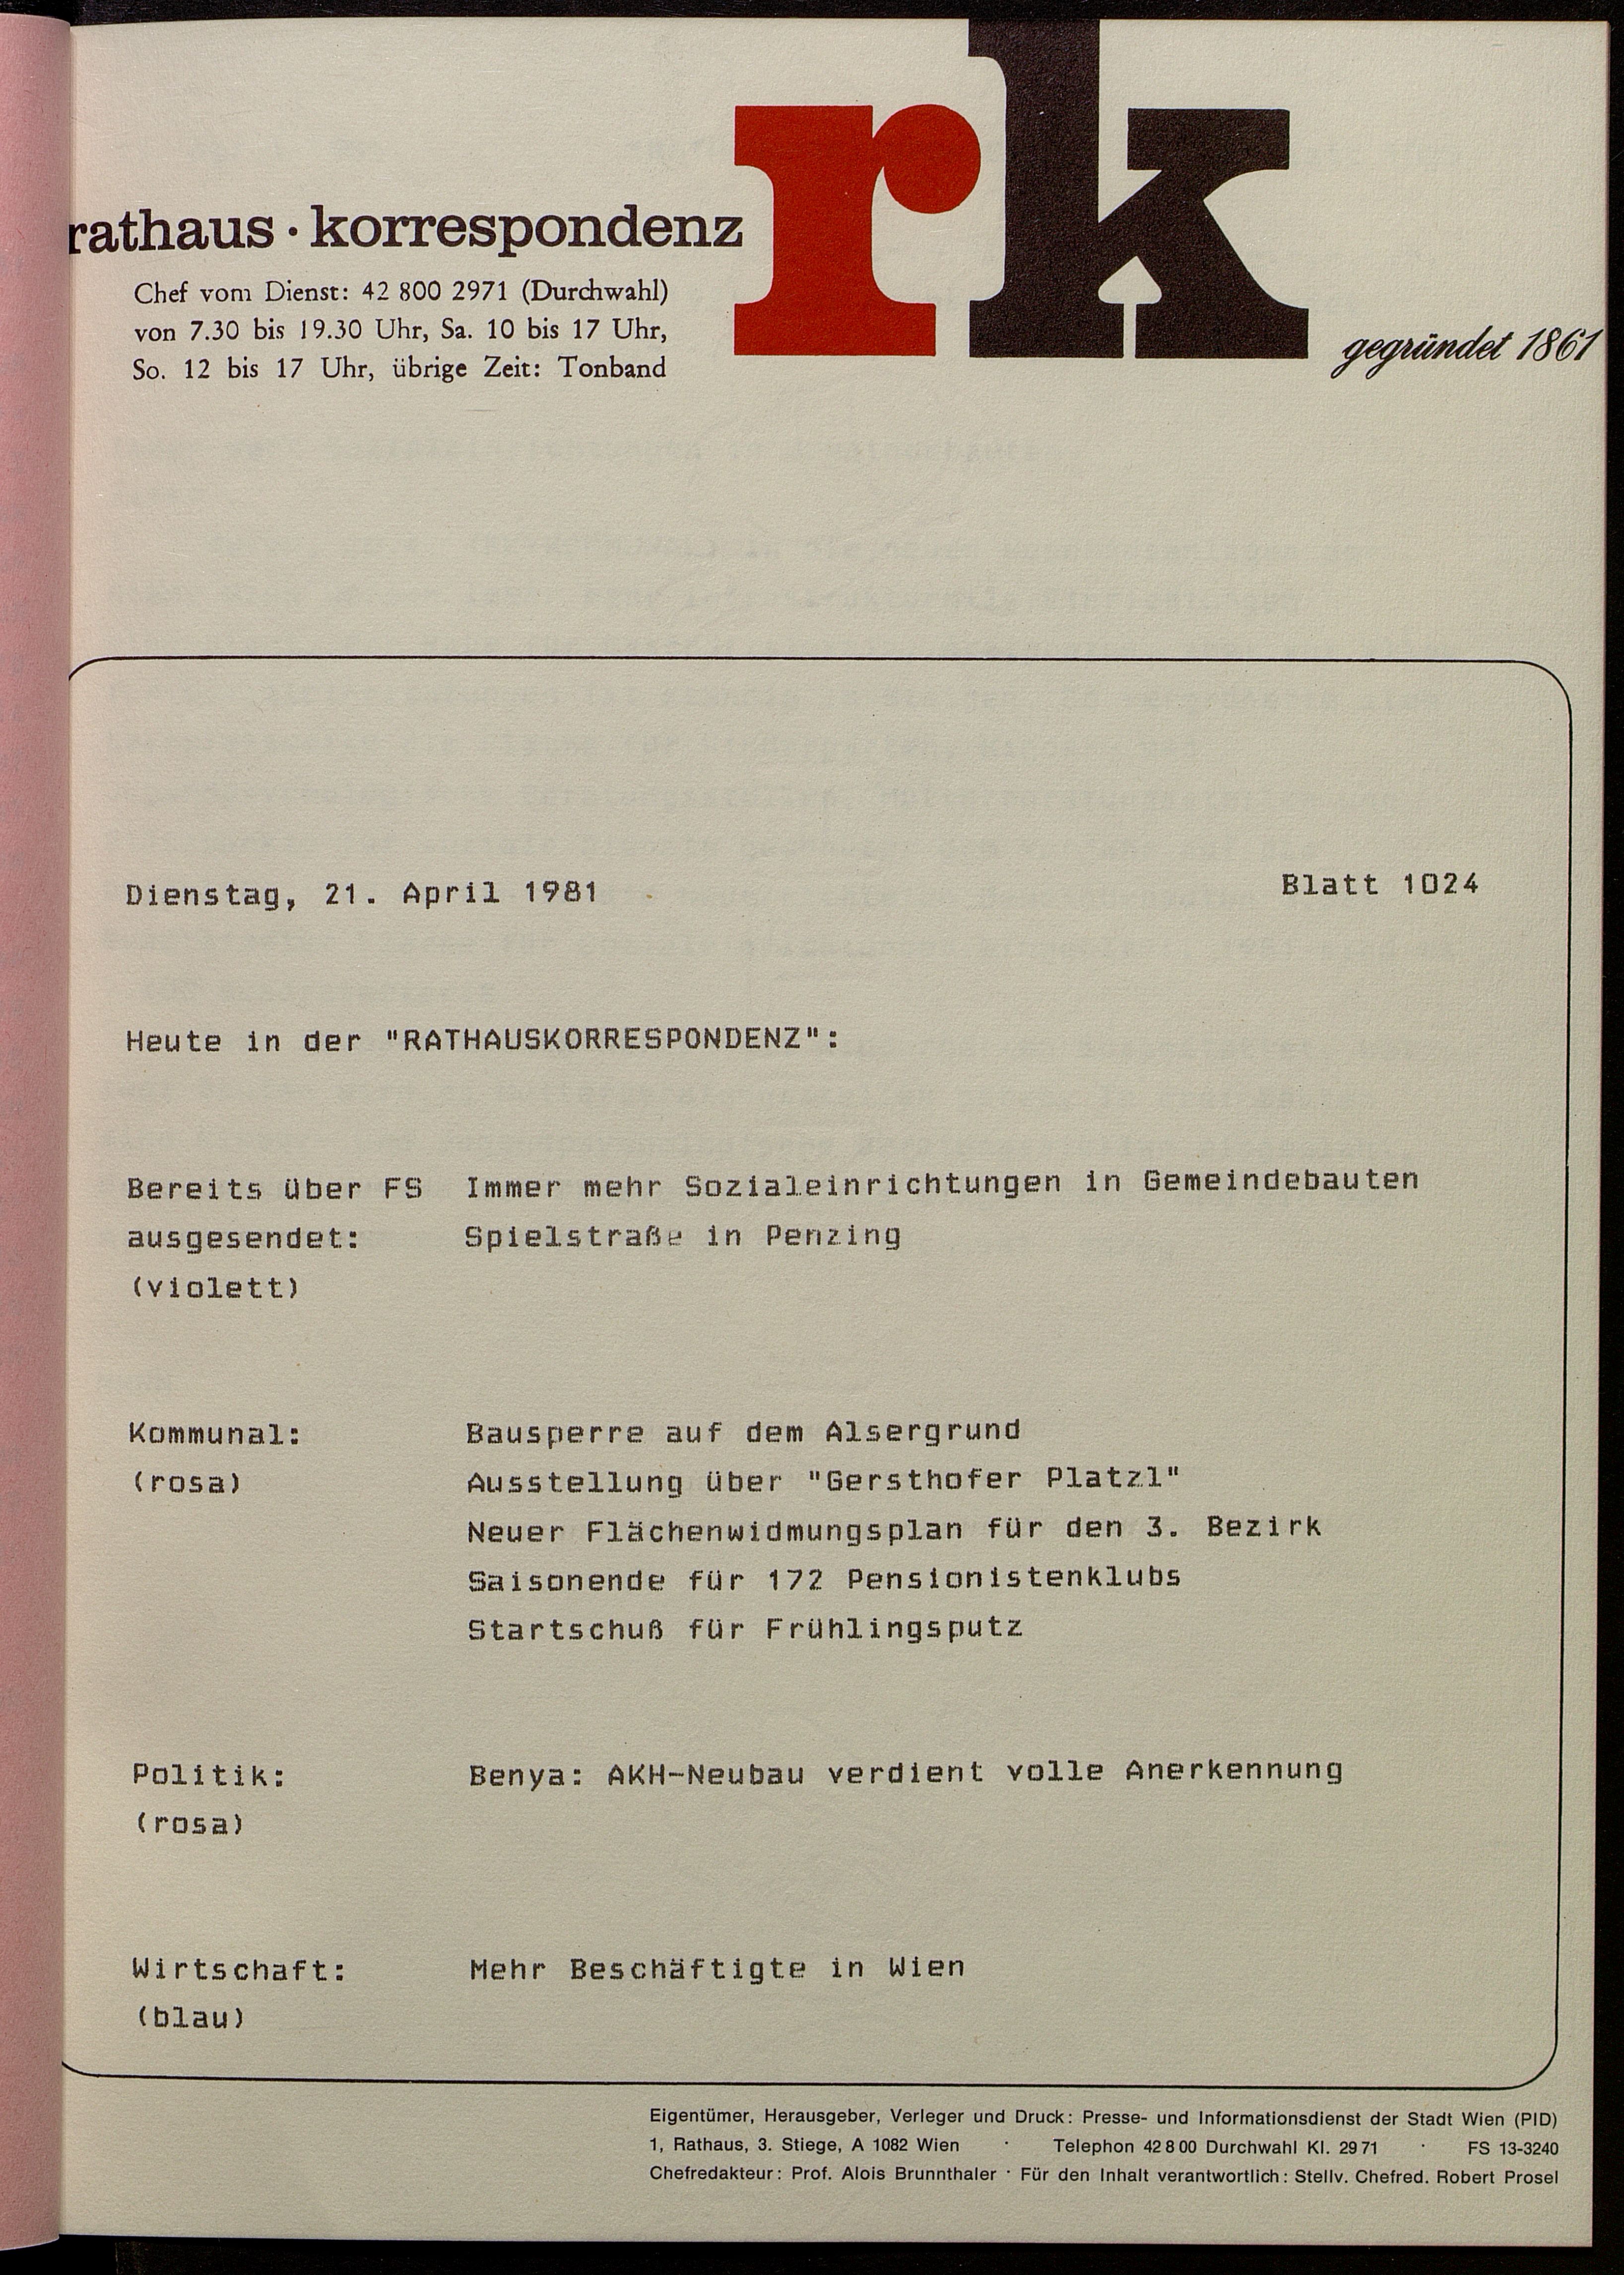 rk
rathaus · korrespondenz
Chef vom Dienst: 42 800 2971 (Durchwahl)
von 7.30 bis 19.30 Uhr, Sa. 10 bis 17 Uhr,
So. 12 bis 17 Uhr, übrige Zeit: Tonband
gegründet 1861
Dienstag, 21. April 1981 Blatt 1024
Heute in der "RATHAUSKORRESPONDENZ":
Bereits über FS Immer mehr Sozialeinrichtungen in Gemeindebauten
ausgesendet: Spielstraße in Penzing
(violett)
Kommunal: Bausperre auf dem Alsergrund
(rosa) Ausstellung über "Gersthofer Platzl"
Neuer Flächenwidmungsplan für den 3. Bezirk
Saisonende für 172 Pensionistenklubs
Startschuß für Frühlingsputz
Politik: Benya: AKH-Neubau verdient volle Anerkennung
(rosa)
Wirtschaft: Mehr Beschäftigte in Wien
(blau)
Eigentümer, Herausgeber, Verleger und Druck: Presse- und Informationsdienst der Stadt Wien (PID)
1, Rathaus, 3. Stiege, A 1082 Wien · Telephon 42 8 00 Durchwahl Kl. 29 71 · FS 13-3240
Chefredakteur: Prof. Alois Brunnthaler · Für den Inhalt verantwortlich: Stellv. Chefred. Robert Prosel